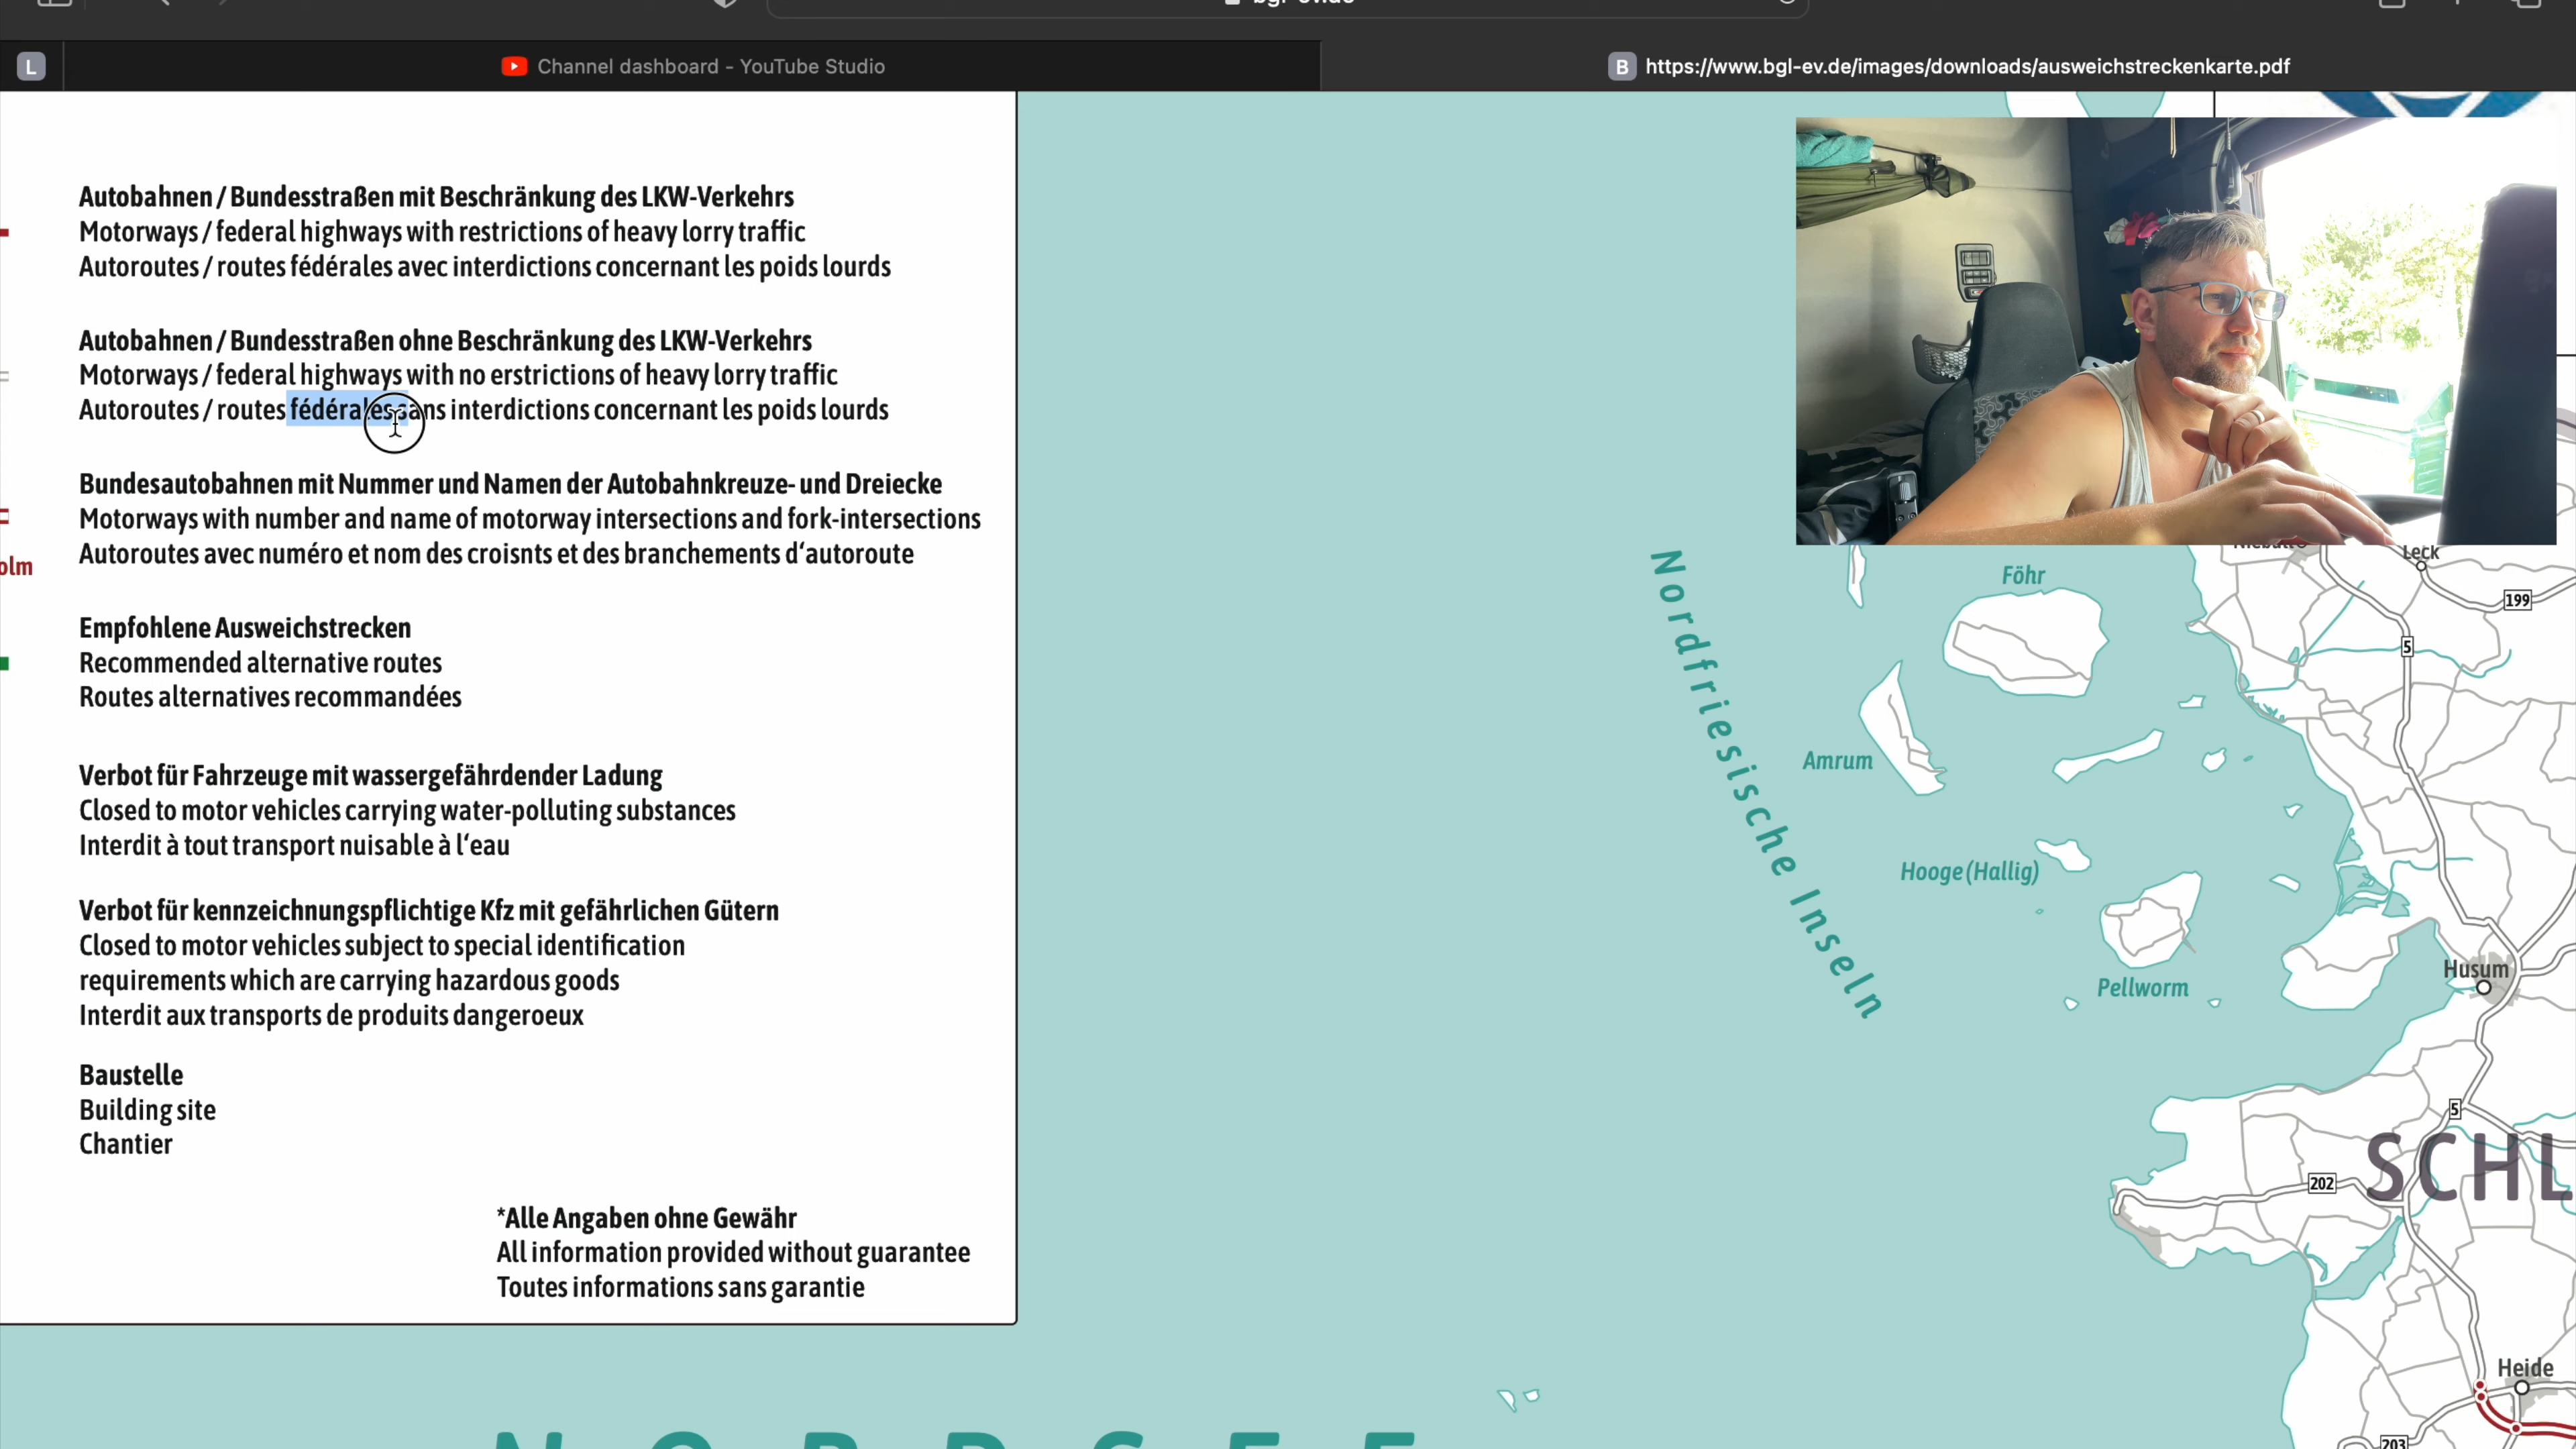 L
Channel dashboard – YouTube Studio
B
https://www.bgl-ev.de/images/downloads/ausweichstreckenkarte.pdf
Autobahnen / Bundesstraßen mit Beschränkung des LKW-Verkehrs
Motorways / federal highways with restrictions of heavy lorry traffic
Autoroutes / routes fédérales avec interdictions concernant les poids lourds
Autobahnen / Bundesstraßen ohne Beschränkung des LKW-Verkehrs
Motorways / federal highways with no erstrictions of heavy lorry traffic
Autoroutes / routes fédérales sans interdictions concernant les poids lourds
Bundesautobahnen mit Nummer und Namen der Autobahnkreuze- und Dreiecke
Motorways with number and name of motorway intersections and fork-intersections
Autoroutes avec numéro et nom des croisnts et des branchements d‘autoroute
olm
Empfohlene Ausweichstrecken
Recommended alternative routes
Routes alternatives recommandées
Verbot für Fahrzeuge mit wassergefährdender Ladung
Closed to motor vehicles carrying water-polluting substances
Interdit à tout transport nuisable à l‘eau
Verbot für kennzeichnungspflichtige Kfz mit gefährlichen Gütern
Closed to motor vehicles subject to special identification
requirements which are carrying hazardous goods
Interdit aux transports de produits dangeroeux
Baustelle
Building site
Chantier
*Alle Angaben ohne Gewähr
All information provided without guarantee
Toutes informations sans garantie
Nordfriesische Inseln
Leck
Föhr
199
5
Amrum
Hooge (Hallig)
Husum
Pellworm
5
SCHL
202
Heide
203
NORDSEE